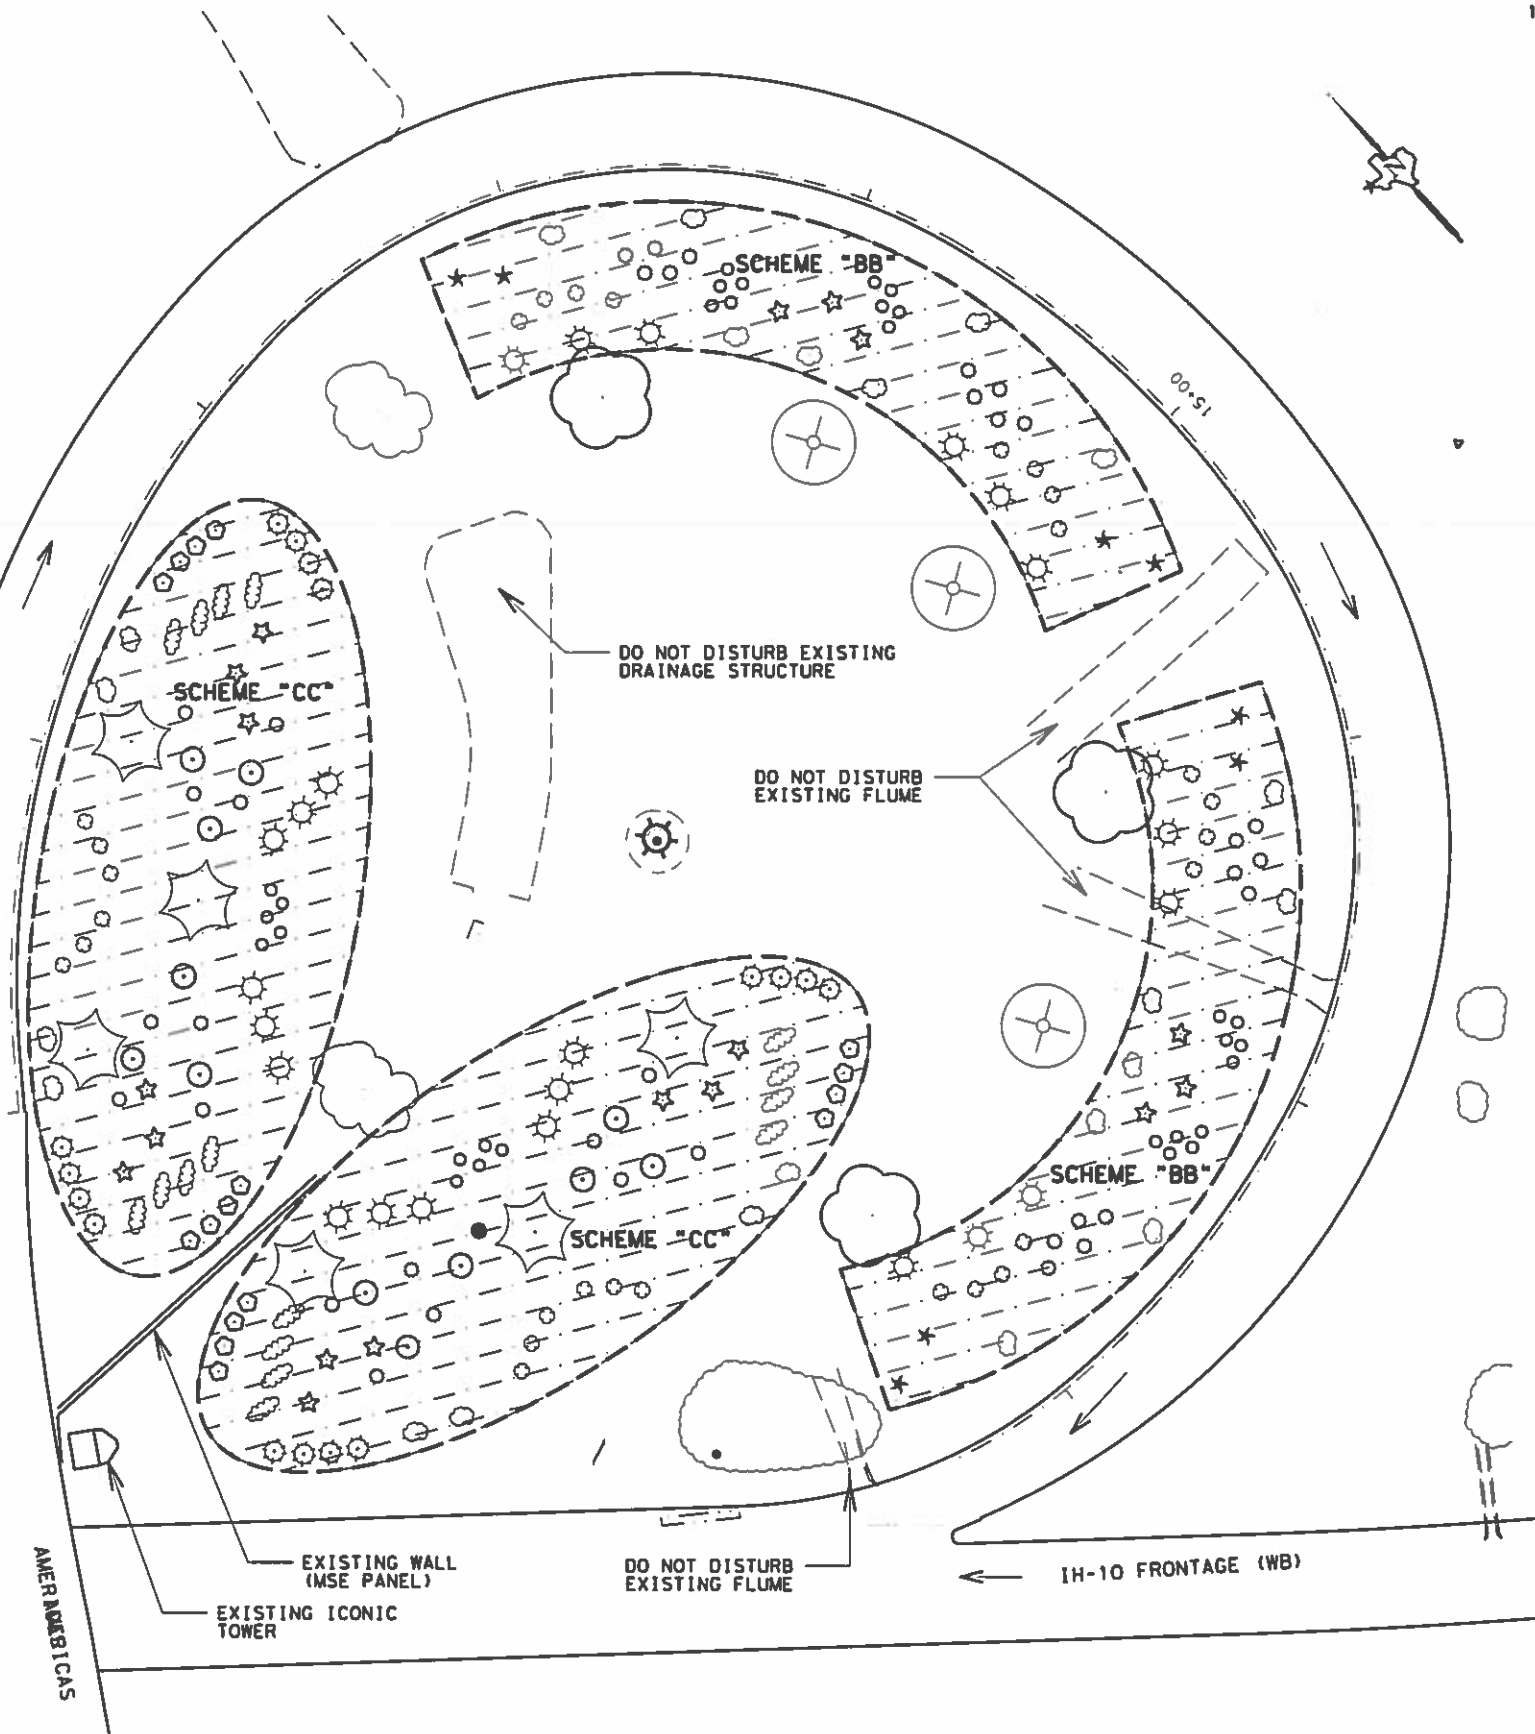 SCHEME "BB"
15+00
DO NOT DISTURB EXISTING
DRAINAGE STRUCTURE
SCHEME "CC"
DO NOT DISTURB
EXISTING FLUME
SCHEME "BB"
SCHEME "CC"
EXISTING WALL
(MSE PANEL)
DO NOT DISTURB
EXISTING FLUME
IH-10 FRONTAGE (WB)
EXISTING ICONIC
TOWER